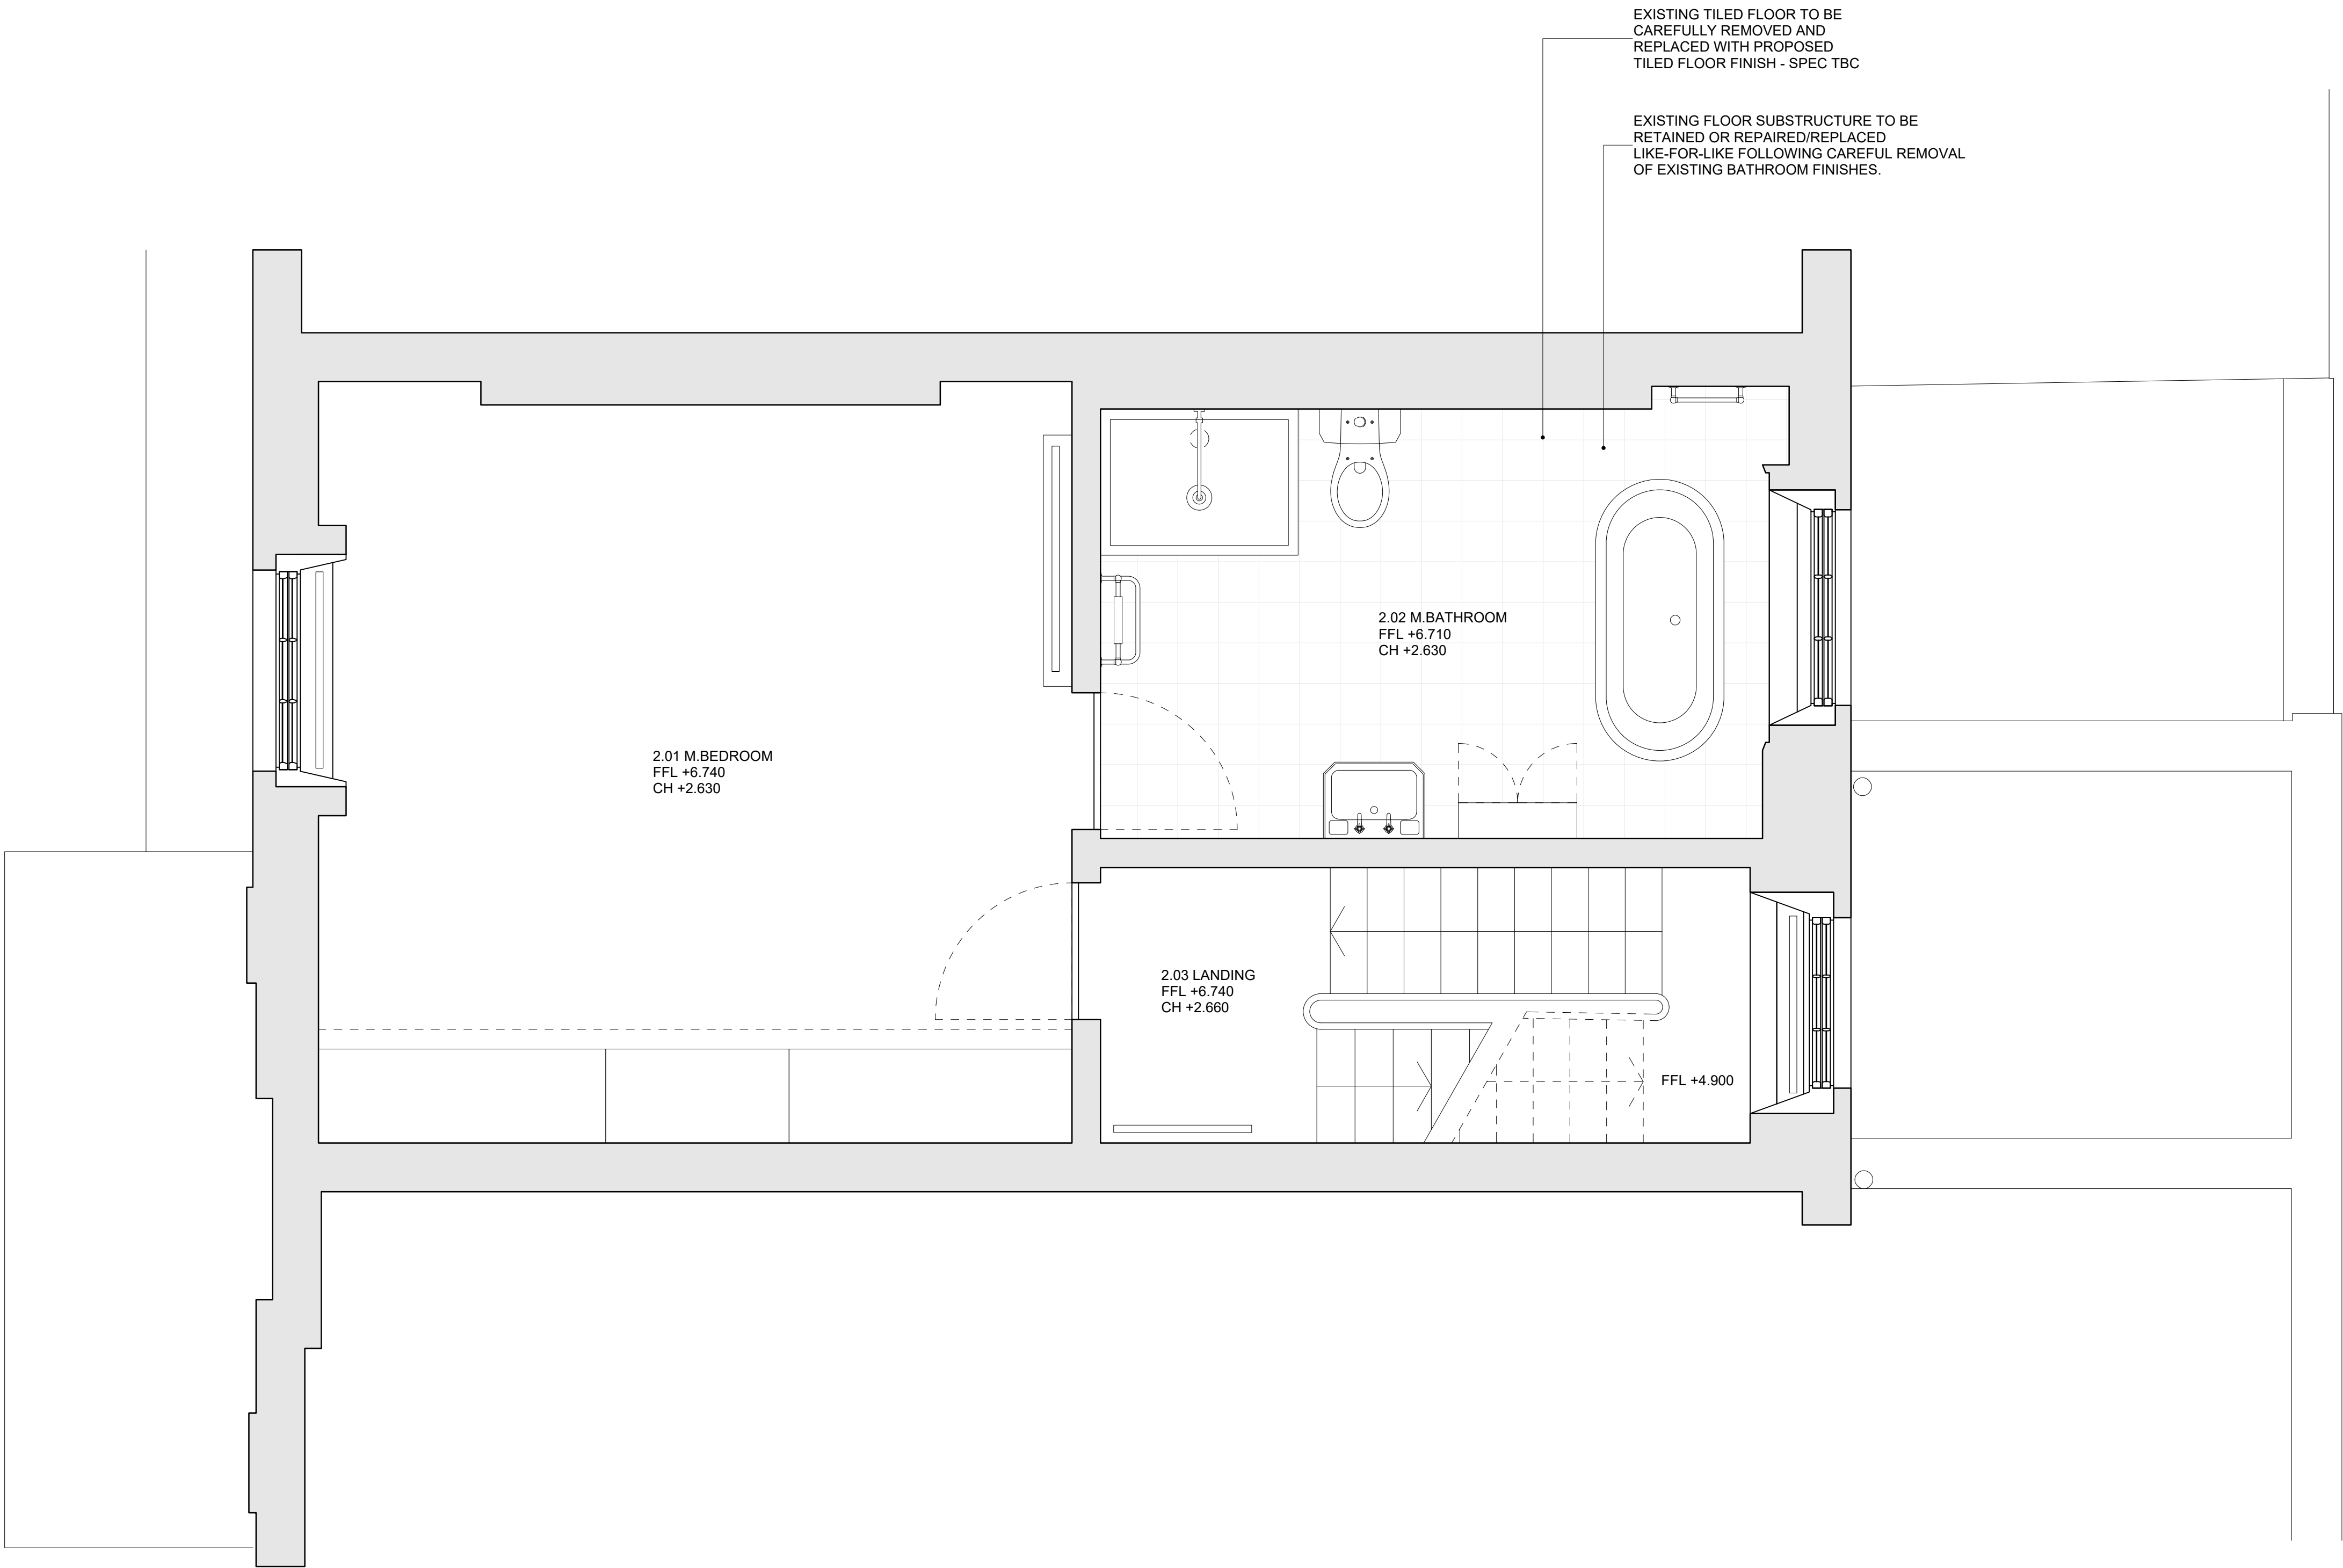 EXISTING TILED FLOOR TO BE
CAREFULLY REMOVED AND
REPLACED WITH PROPOSED
TILED FLOOR FINISH - SPEC TBC
EXISTING FLOOR SUBSTRUCTURE TO BE
RETAINED OR REPAIRED/REPLACED
LIKE-FOR-LIKE FOLLOWING CAREFUL REMOVAL
OF EXISTING BATHROOM FINISHES.
2.02 M.BATHROOM
FFL +6.710
CH +2.630
2.01 M.BEDROOM
FFL +6.740
CH +2.630
2.03 LANDING
FFL +6.740
CH +2.660
FFL +4.900